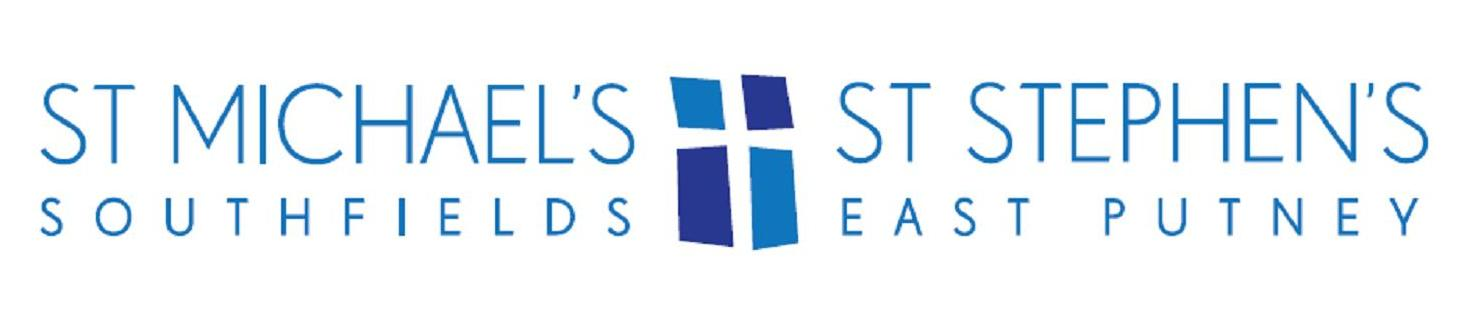 ST MICHAEL'S
SOUTHFIELDS
ST STEPHEN'S
EAST PUTNEY